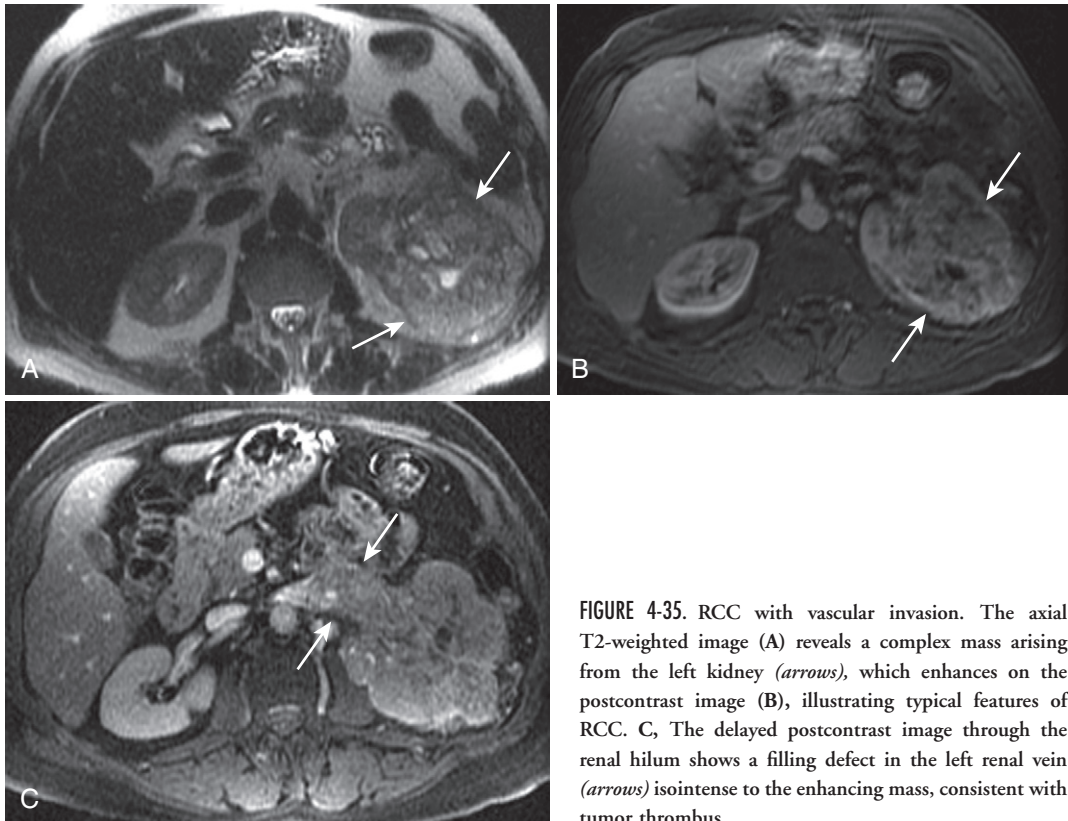 A
B
C
FIGURE 4-35. RCC with vascular invasion. The axial
T2-weighted image (A) reveals a complex mass arising
from the left kidney (arrows), which enhances on the
postcontrast image (B), illustrating typical features of
RCC. C, The delayed postcontrast image through the
renal hilum shows a filling defect in the left renal vein
(arrows) isointense to the enhancing mass, consistent with
tumor thrombus.